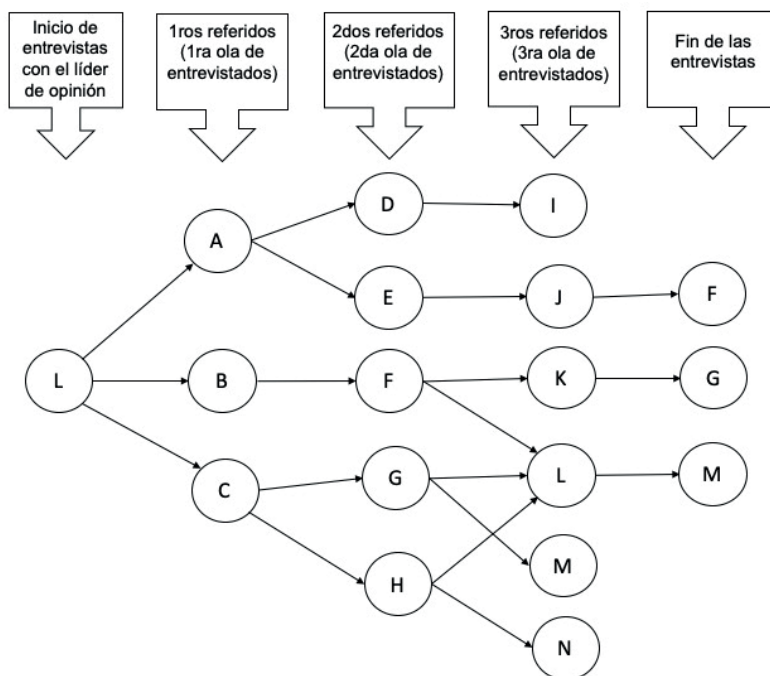 Inicio de
entrevistas
con el líder
de opinión
1ros referidos
(1ra ola de
entrevistados)
2dos referidos
(2da ola de
entrevistados)
3ros referidos
(3ra ola de
entrevistados)
Fin de las
entrevistas
D
I
A
E
J
F
L
B
F
K
G
C
G
L
M
H
M
N